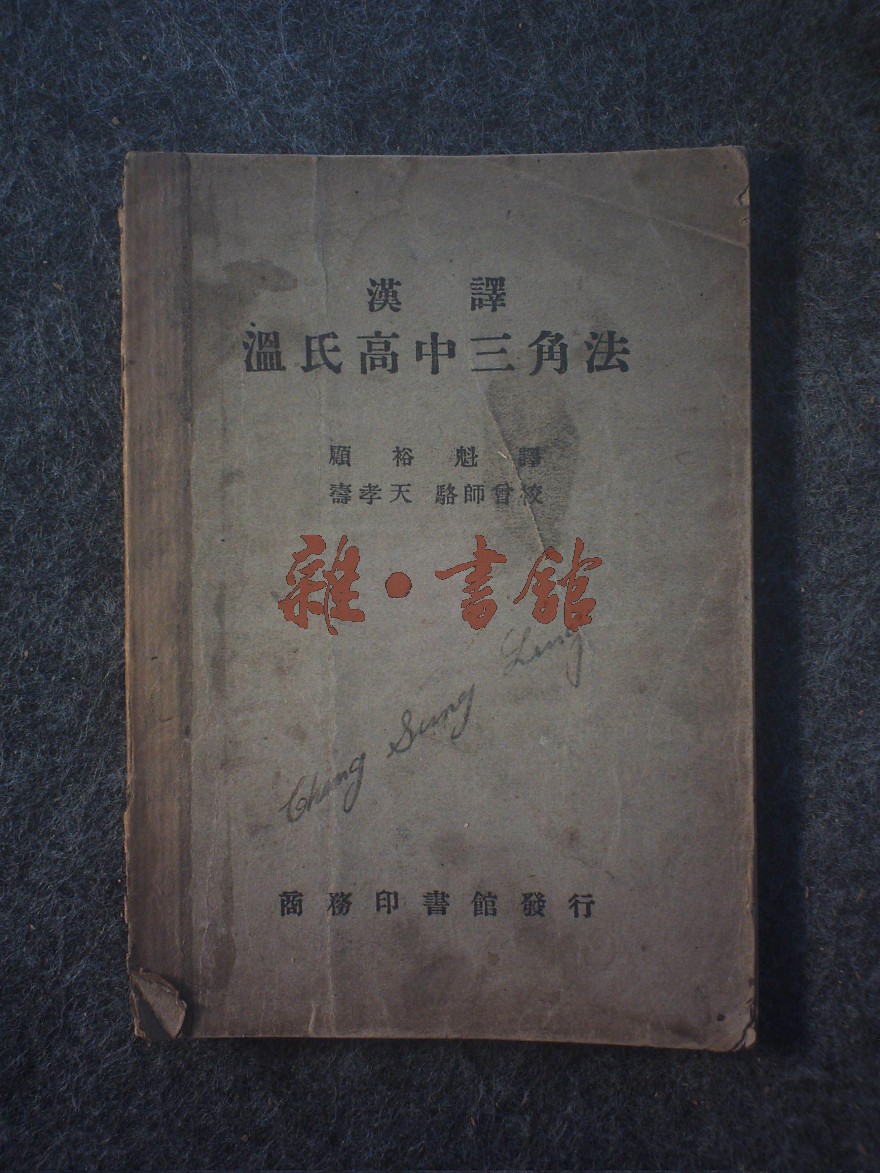 漢譯
溫氏高中三角法
顧裕魁譯
壽孝天 駱師曾校
雜·書館
Cheng Sung Ling
商務印書館發行